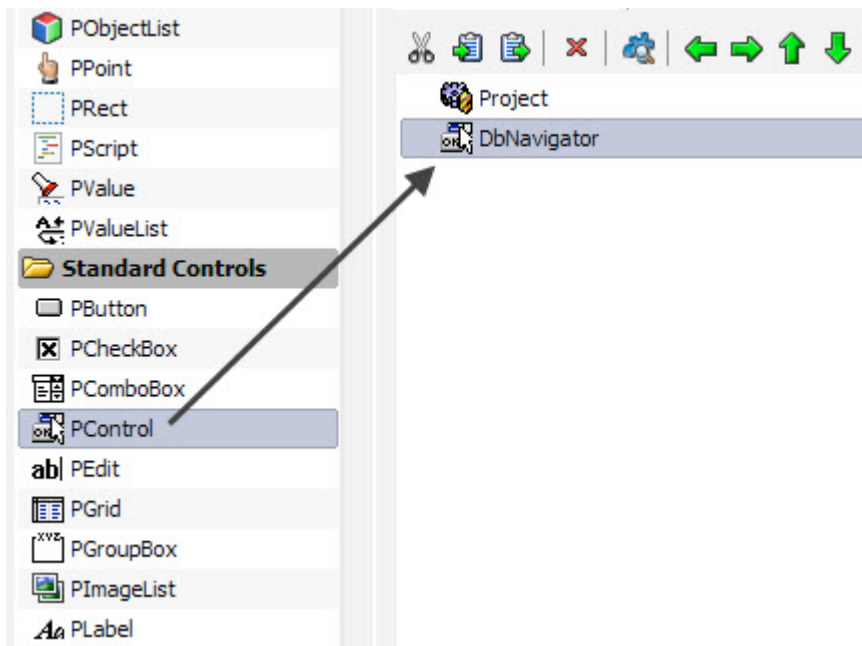 PObjectList
PPoint
PRect
PScript
PValue
PValueList
Standard Controls
PButton
PCheckBox
PComboBox
PControl
PEdit
PGrid
PGroupBox
PImageList
PLabel
Project
DbNavigator